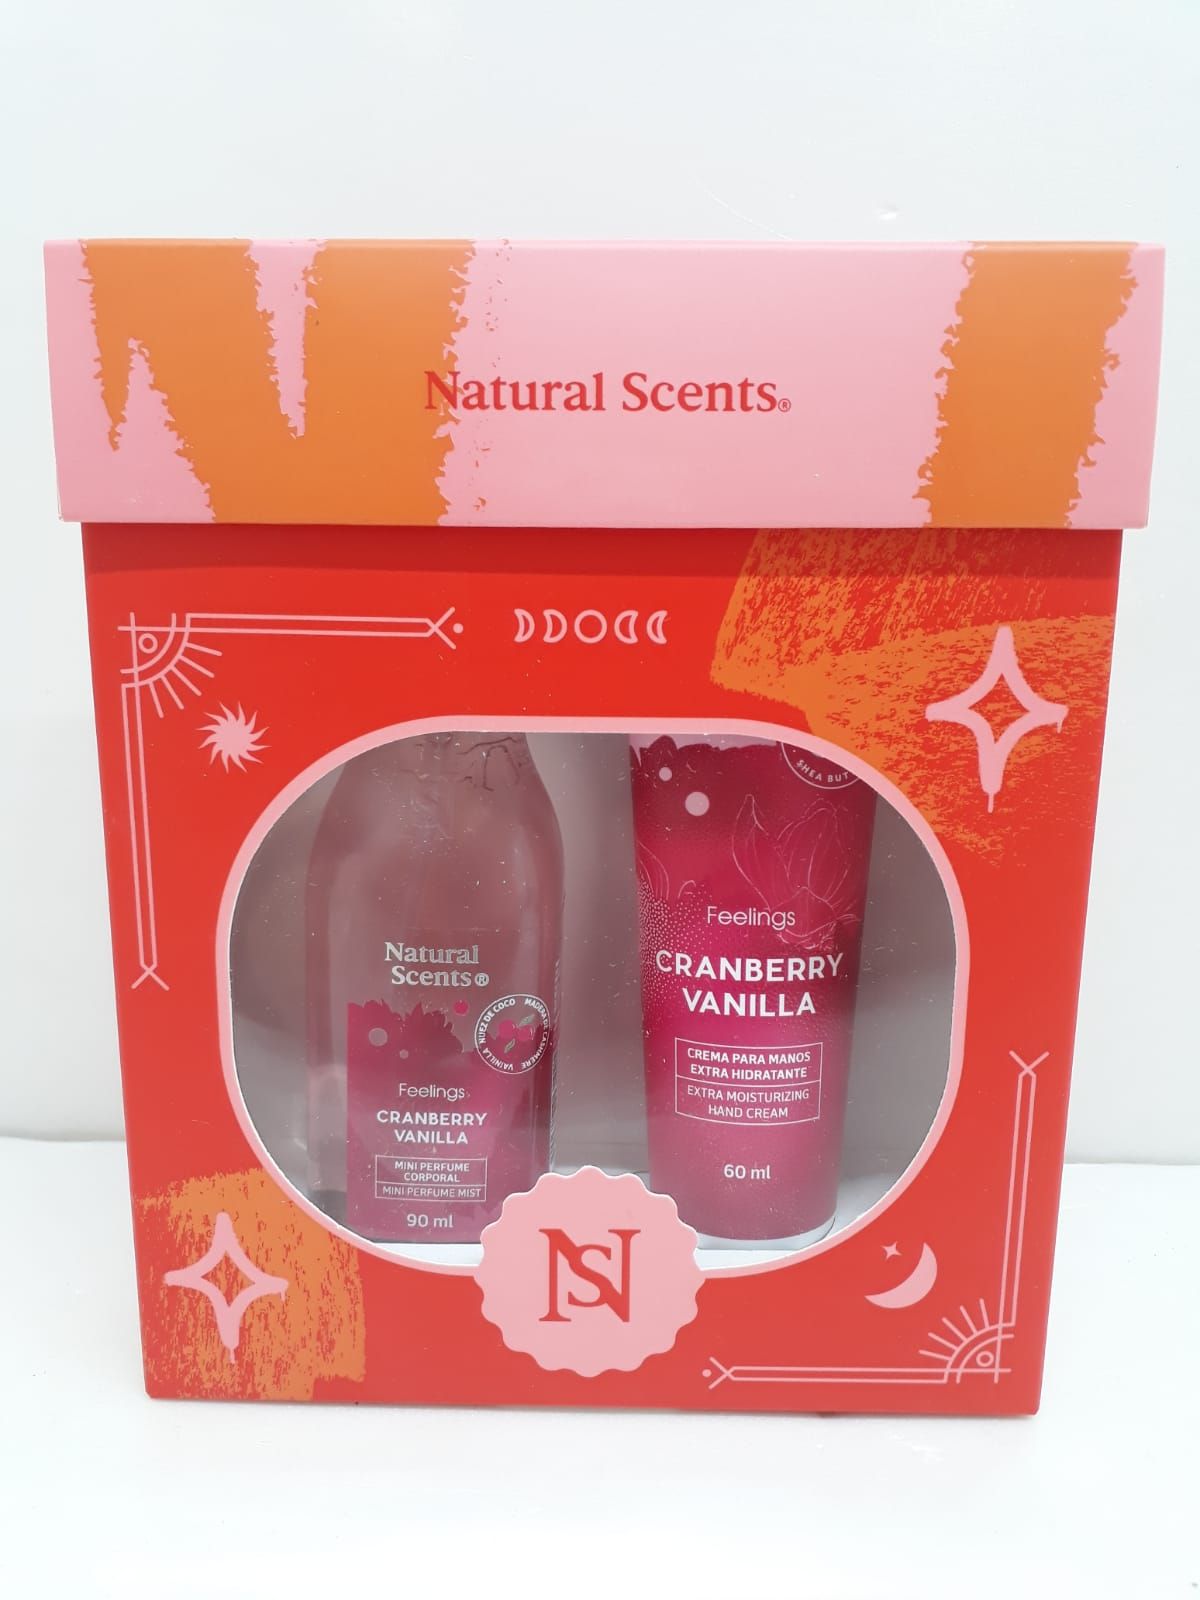 Natural Scents®
Natural
Scents®
VAINILLA NUEZ DE COCO MADERA DE CASHMERE
Feelings
CRANBERRY
VANILLA
MINI PERFUME
CORPORAL
MINI PERFUME MIST
90 ml
SHEA BUT
Feelings
CRANBERRY
VANILLA
CREMA PARA MANOS
EXTRA HIDRATANTE
EXTRA MOISTURIZING
HAND CREAM
60 ml
NS